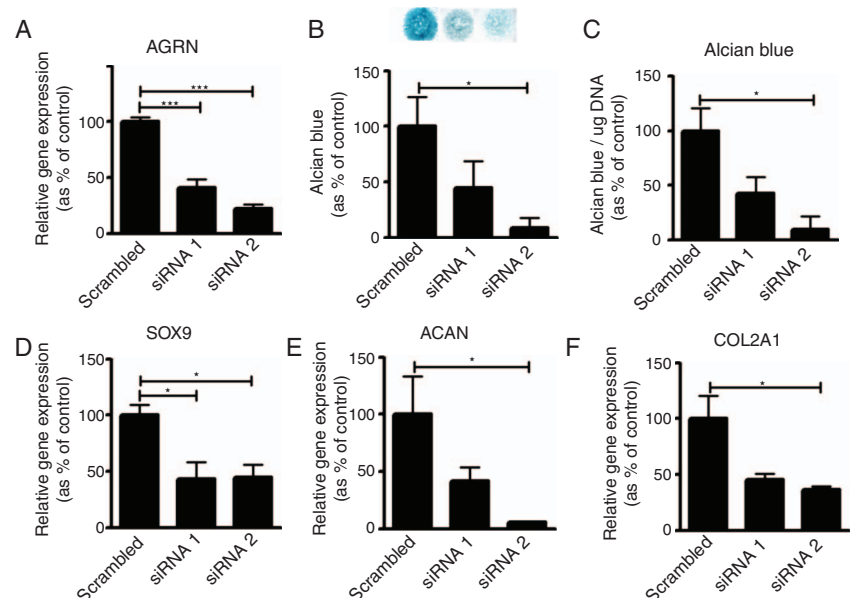 A
AGRN
Relative gene expression
(as % of control)
100
50
0
***
***
Scrambled
siRNA 1
siRNA 2
B
Alcian blue
(as % of control)
150
100
50
0
*
Scrambled
siRNA 1
siRNA 2
C
Alcian blue
Alcian blue / ug DNA
(as % of control)
150
100
50
0
*
Scrambled
siRNA 1
siRNA 2
D
SOX9
Relative gene expression
(as % of control)
150
100
50
0
*
*
Scrambled
siRNA 1
siRNA 2
E
ACAN
Relative gene expression
(as % of control)
150
100
50
0
*
Scrambled
siRNA 1
siRNA 2
F
COL2A1
Relative gene expression
(as % of control)
150
100
50
0
*
Scrambled
siRNA 1
siRNA 2